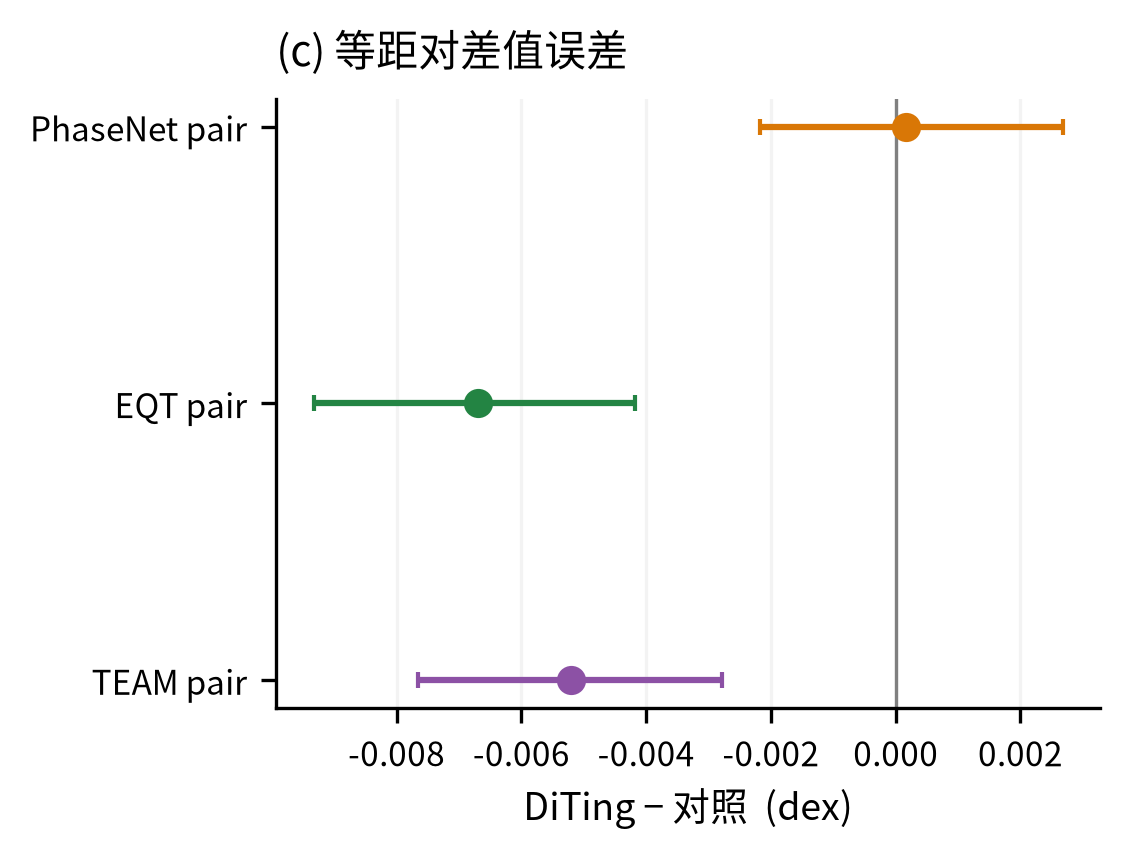 (c) 等距对差值误差
PhaseNet pair
EQT pair
TEAM pair
-0.008 -0.006 -0.004 -0.002 0.000 0.002
DiTing − 对照 (dex)